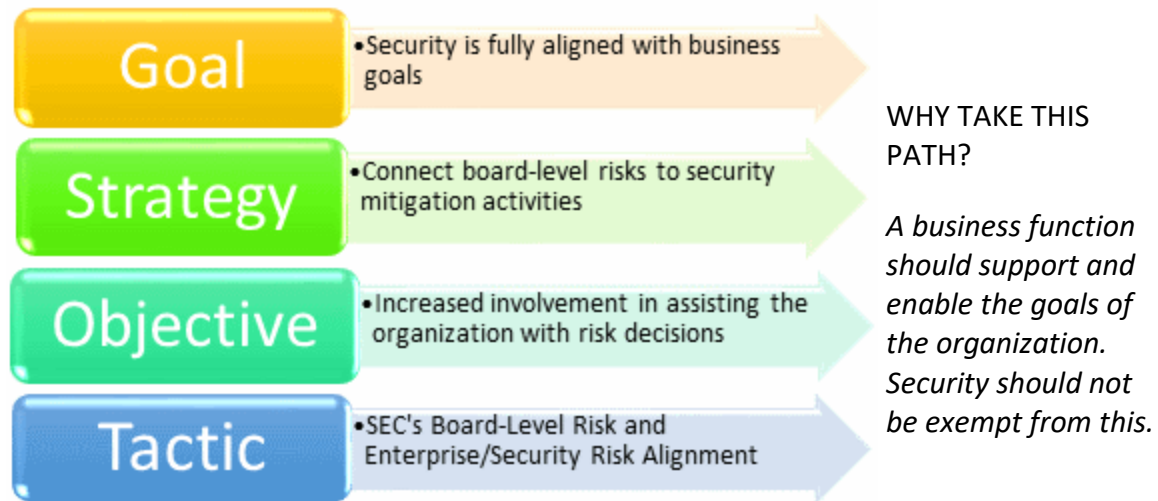 Goal
•Security is fully aligned with business
goals
Strategy
•Connect board-level risks to security
mitigation activities
Objective
•Increased involvement in assisting the
organization with risk decisions
Tactic
•SEC's Board-Level Risk and
Enterprise/Security Risk Alignment
WHY TAKE THIS
PATH?
A business function
should support and
enable the goals of
the organization.
Security should not
be exempt from this.